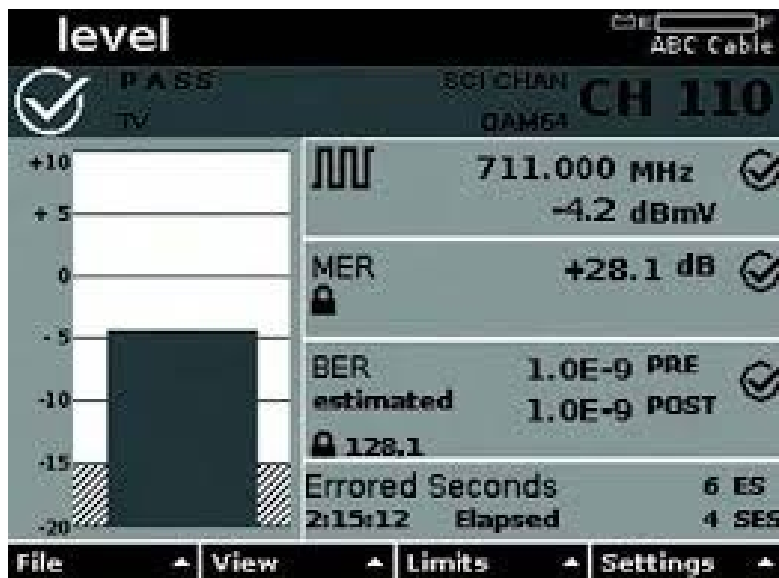 level
E F
ABC Cable
PASS
TV
SCI CHAN
QAM64
CH 110
+10
+ 5
0
- 5
-10
-15
-20
711.000 MHz
-4.2 dBmV
MER
+28.1 dB
BER
estimated
1.0E-9 PRE
1.0E-9 POST
128.1
Errored Seconds
6 ES
2:15:12 Elapsed
4 SES
File
View
Limits
Settings